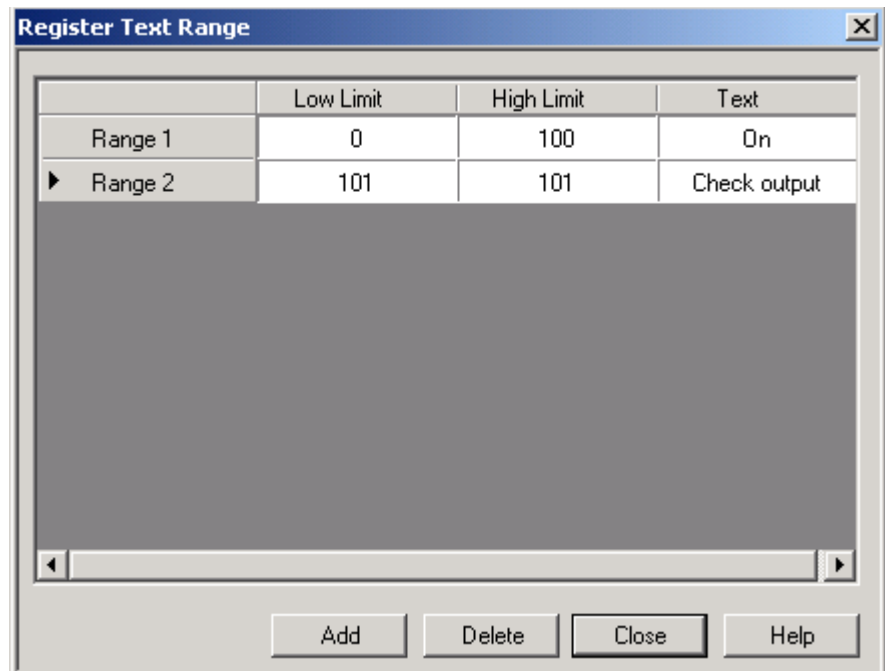 Register Text Range
Low Limit High Limit Text
Range 1 0 100 On
Range 2 101 101 Check output
Add Delete Close Help